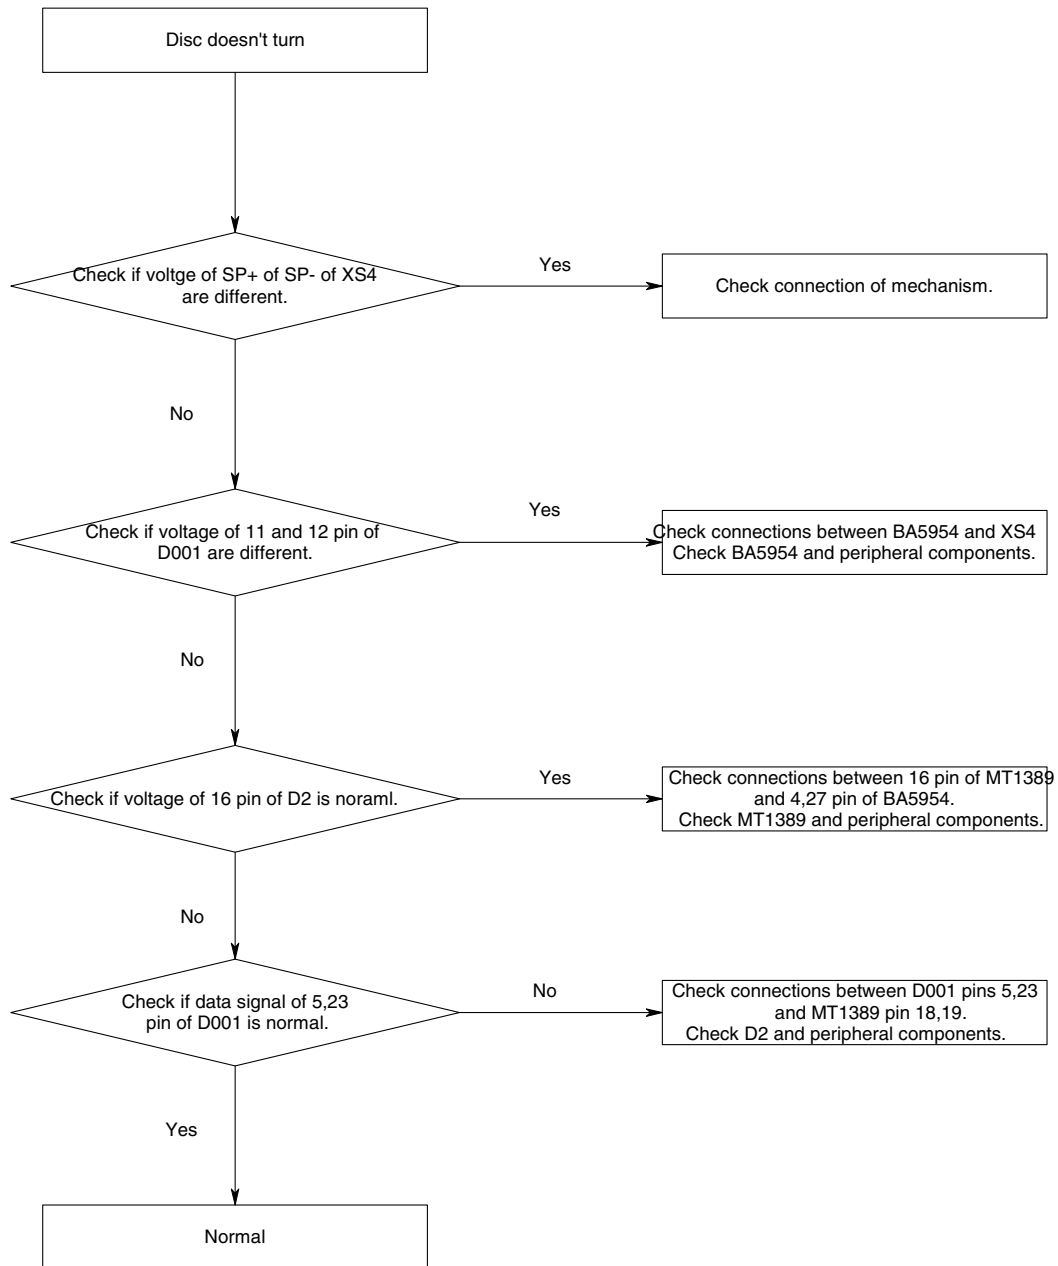 Disc doesn't turn
Check if voltge of SP+ of SP- of XS4
are different.
Yes
Check connection of mechanism.
No
Check if voltage of 11 and 12 pin of
D001 are different.
Yes
Check connections between BA5954 and XS4
Check BA5954 and peripheral components.
No
Check if voltage of 16 pin of D2 is noraml.
Yes
Check connections between 16 pin of MT1389
and 4,27 pin of BA5954.
Check MT1389 and peripheral components.
No
Check if data signal of 5,23
pin of D001 is normal.
No
Check connections between D001 pins 5,23
and MT1389 pin 18,19.
Check D2 and peripheral components.
Yes
Normal